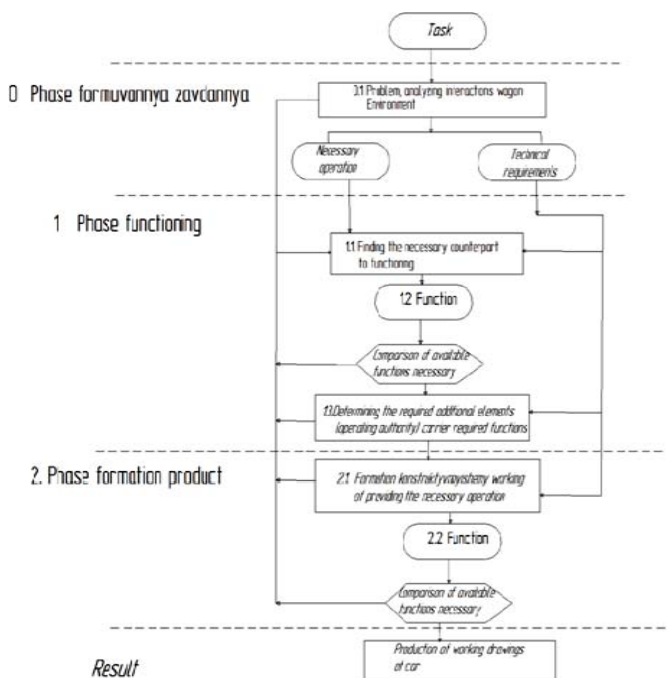 Task
0 Phase formuvannya zavdannya
0.1 Problem, analyzing interactions wagon
Environment
Necessary
operation
Technical
requirements
1 Phase functioning
1.1 Finding the necessary counterpart
to functioning
1.2 Function
Comparison of available
functions necessary
1.3.Determining the required additional elements
(operating authority) carrier required functions
2. Phase formation product
2.1 Formation working
of providing the necessary operation
2.2 Function
Comparison of available
functions necessary
Result
Production of working drawings
of car